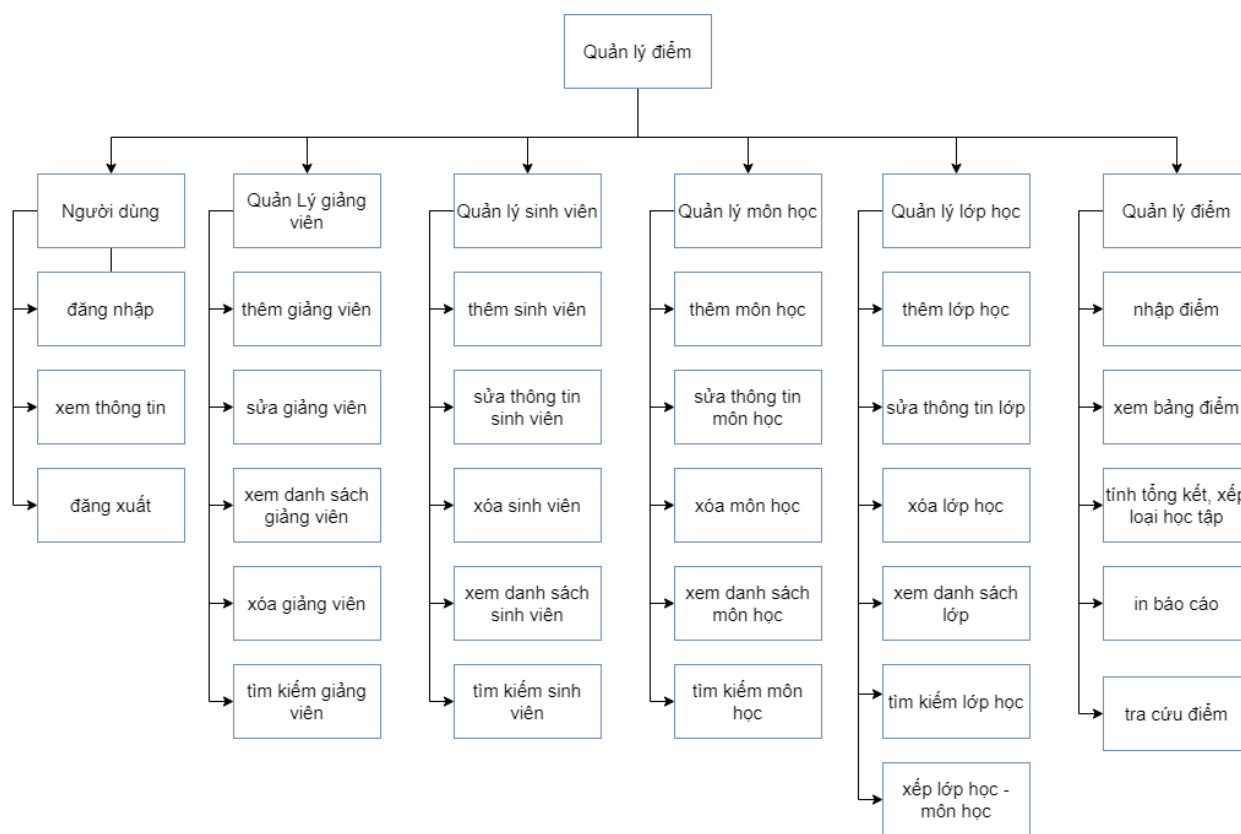 Quản lý điểm
Người dùng
đăng nhập
xem thông tin
đăng xuất
Quản Lý giảng
viên
thêm giảng viên
sửa giảng viên
xem danh sách
giảng viên
xóa giảng viên
tìm kiếm giảng
viên
Quản lý sinh viên
thêm sinh viên
sửa thông tin
sinh viên
xóa sinh viên
xem danh sách
sinh viên
tìm kiếm sinh
viên
Quản lý môn học
thêm môn học
sửa thông tin
môn học
xóa môn học
xem danh sách
môn học
tìm kiếm môn
học
Quản lý lớp học
thêm lớp học
sửa thông tin lớp
xóa lớp học
xem danh sách
lớp
tìm kiếm lớp học
xếp lớp học -
môn học
Quản lý điểm
nhập điểm
xem bảng điểm
tính tổng kết, xếp
loại học tập
in báo cáo
tra cứu điểm